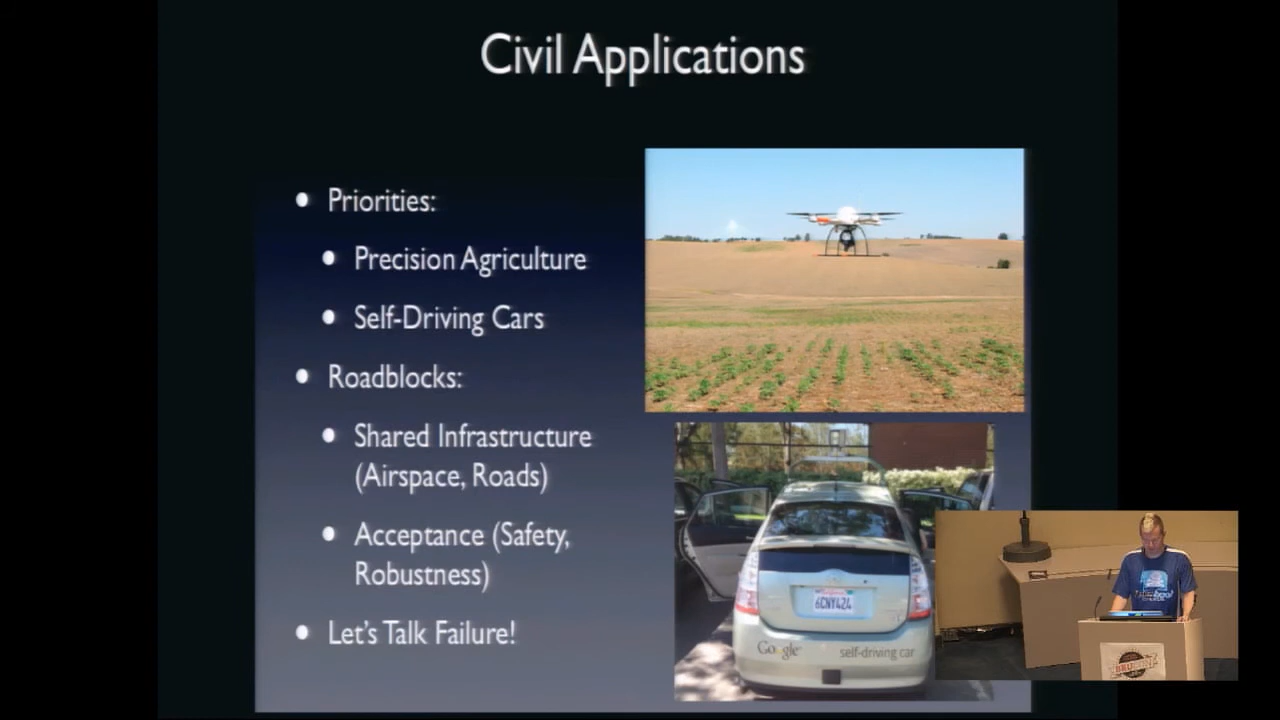 Civil Applications
Priorities:
Precision Agriculture
Self-Driving Cars
Roadblocks:
Shared Infrastructure
(Airspace, Roads)
Acceptance (Safety,
Robustness)
Let's Talk Failure!
6CNY424
Google
self-driving car